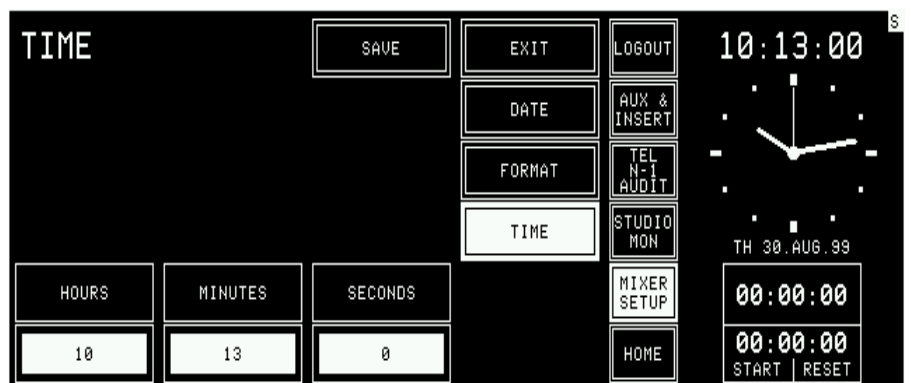 S
TIME
SAVE
EXIT
LOGOUT
10:13:00
DATE
AUX &
INSERT
FORMAT
TEL
N-1
AUDIT
TIME
STUDIO
MON
TH 30.AUG.99
HOURS
MINUTES
SECONDS
MIXER
SETUP
00:00:00
10
13
0
HOME
00:00:00
START RESET